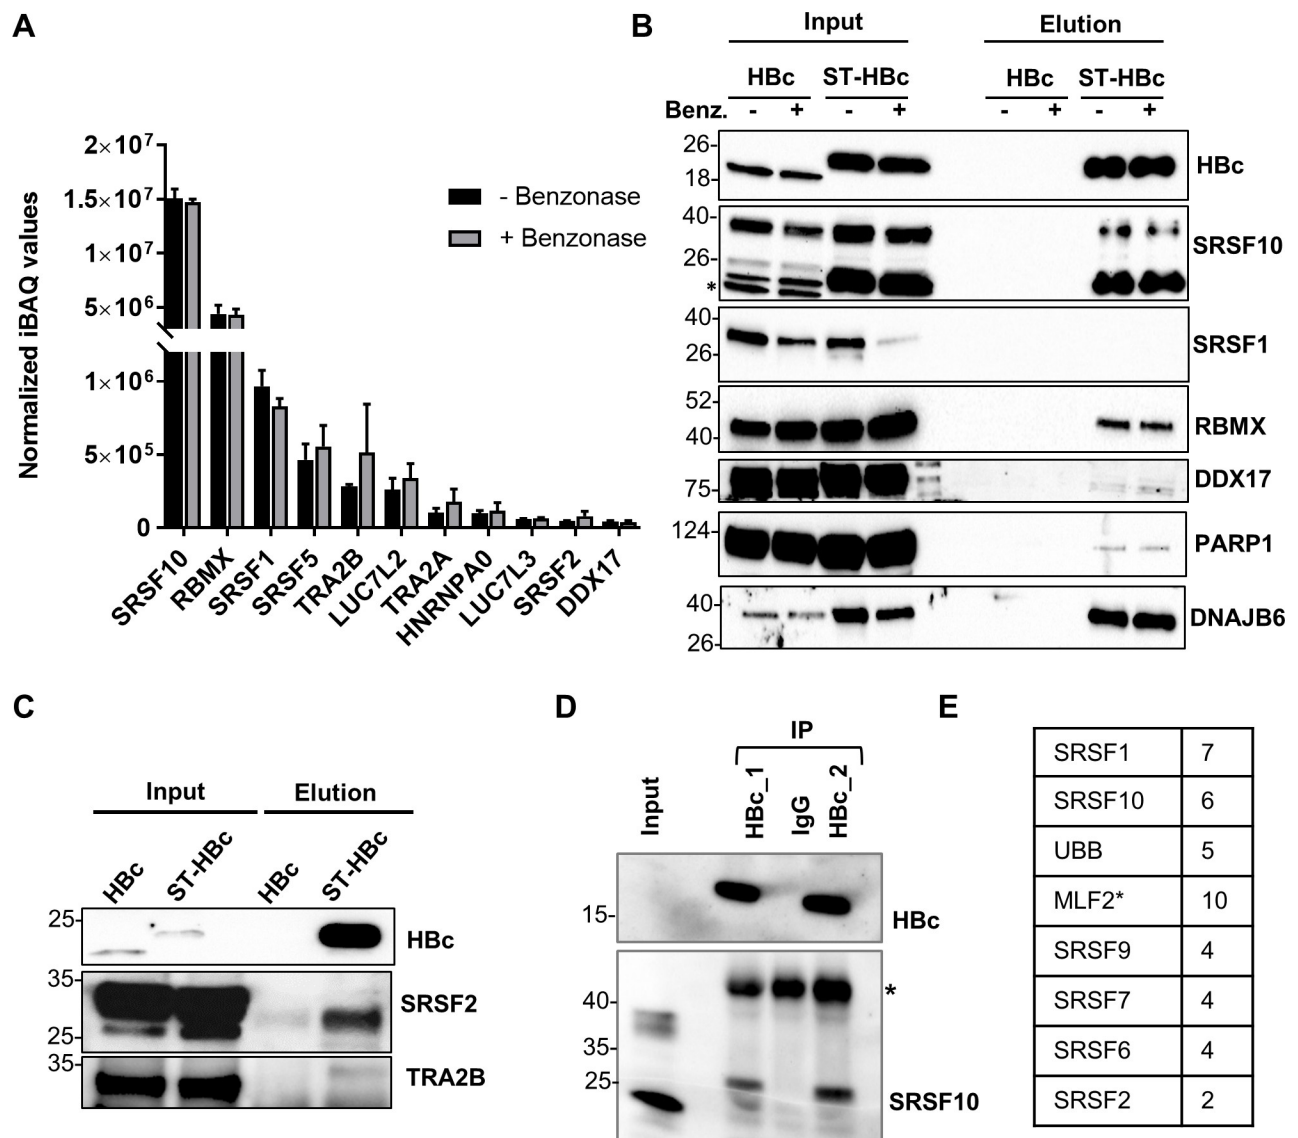 A
Normalized iBAQ values
2×10⁷
1.5×10⁷
1×10⁷
5×10⁶
1×10⁶
5×10⁵
0
- Benzonase
+ Benzonase
SRSF10
RBMX
SRSF1
SRSF5
TRA2B
LUC7L2
TRA2A
HNRNPA0
LUC7L3
SRSF2
DDX17
B
Input Elution
HBc ST-HBc HBc ST-HBc
Benz. - + - + - + - +
26-
18-
HBc
40-
26-
*
SRSF10
40-
26-
SRSF1
52-
40-
RBMX
75-
DDX17
124-
PARP1
40-
26-
DNAJB6
C
Input Elution
HBc ST-HBc HBc ST-HBc
25-
HBc
35-
25-
SRSF2
35-
TRA2B
D
IP
Input HBc_1 IgG HBc_2
15-
HBc
40-
35-
25-
*
SRSF10
E
SRSF1 7
SRSF10 6
UBB 5
MLF2* 10
SRSF9 4
SRSF7 4
SRSF6 4
SRSF2 2